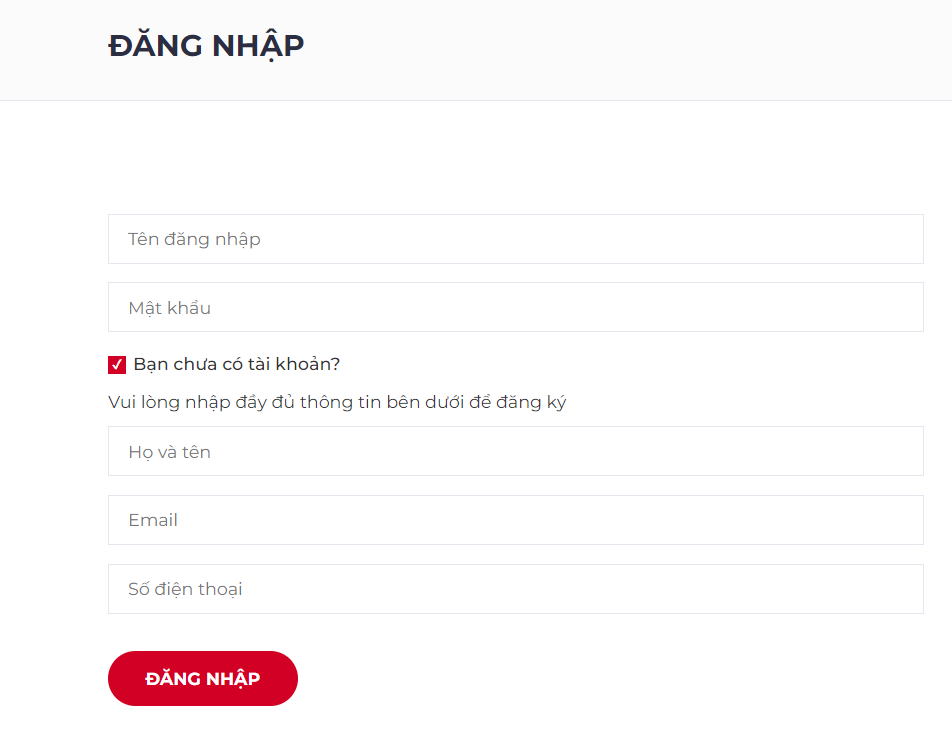 ĐĂNG NHẬP
Tên đăng nhập
Mật khẩu
Bạn chưa có tài khoản?
Vui lòng nhập đầy đủ thông tin bên dưới để đăng ký
Họ và tên
Email
Số điện thoại
ĐĂNG NHẬP